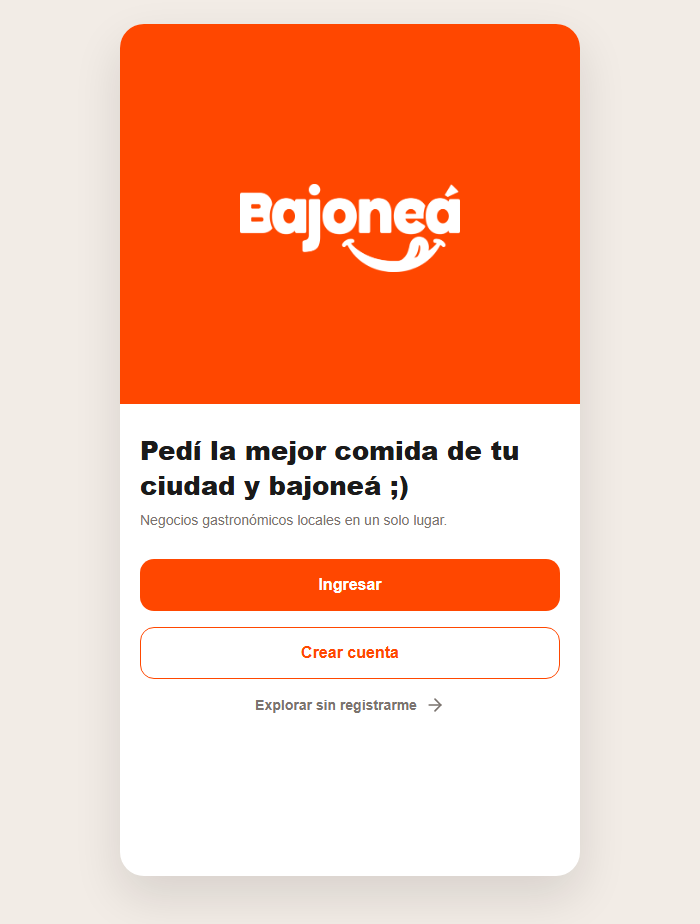 Bajoneá
Pedí la mejor comida de tu
ciudad y bajoneá ;)
Negocios gastronómicos locales en un solo lugar.
Ingresar
Crear cuenta
Explorar sin registrarme